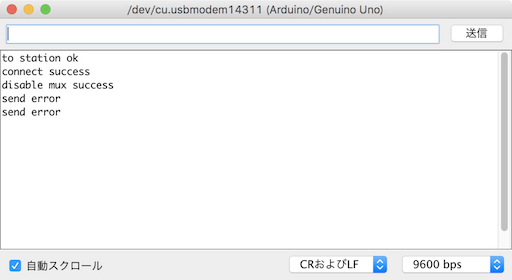 /dev/cu.usbmodem14311 (Arduino/Genuino Uno)
送信
to station ok
connect success
disable mux success
send error
send error
自動スクロール
CRおよびLF
9600 bps